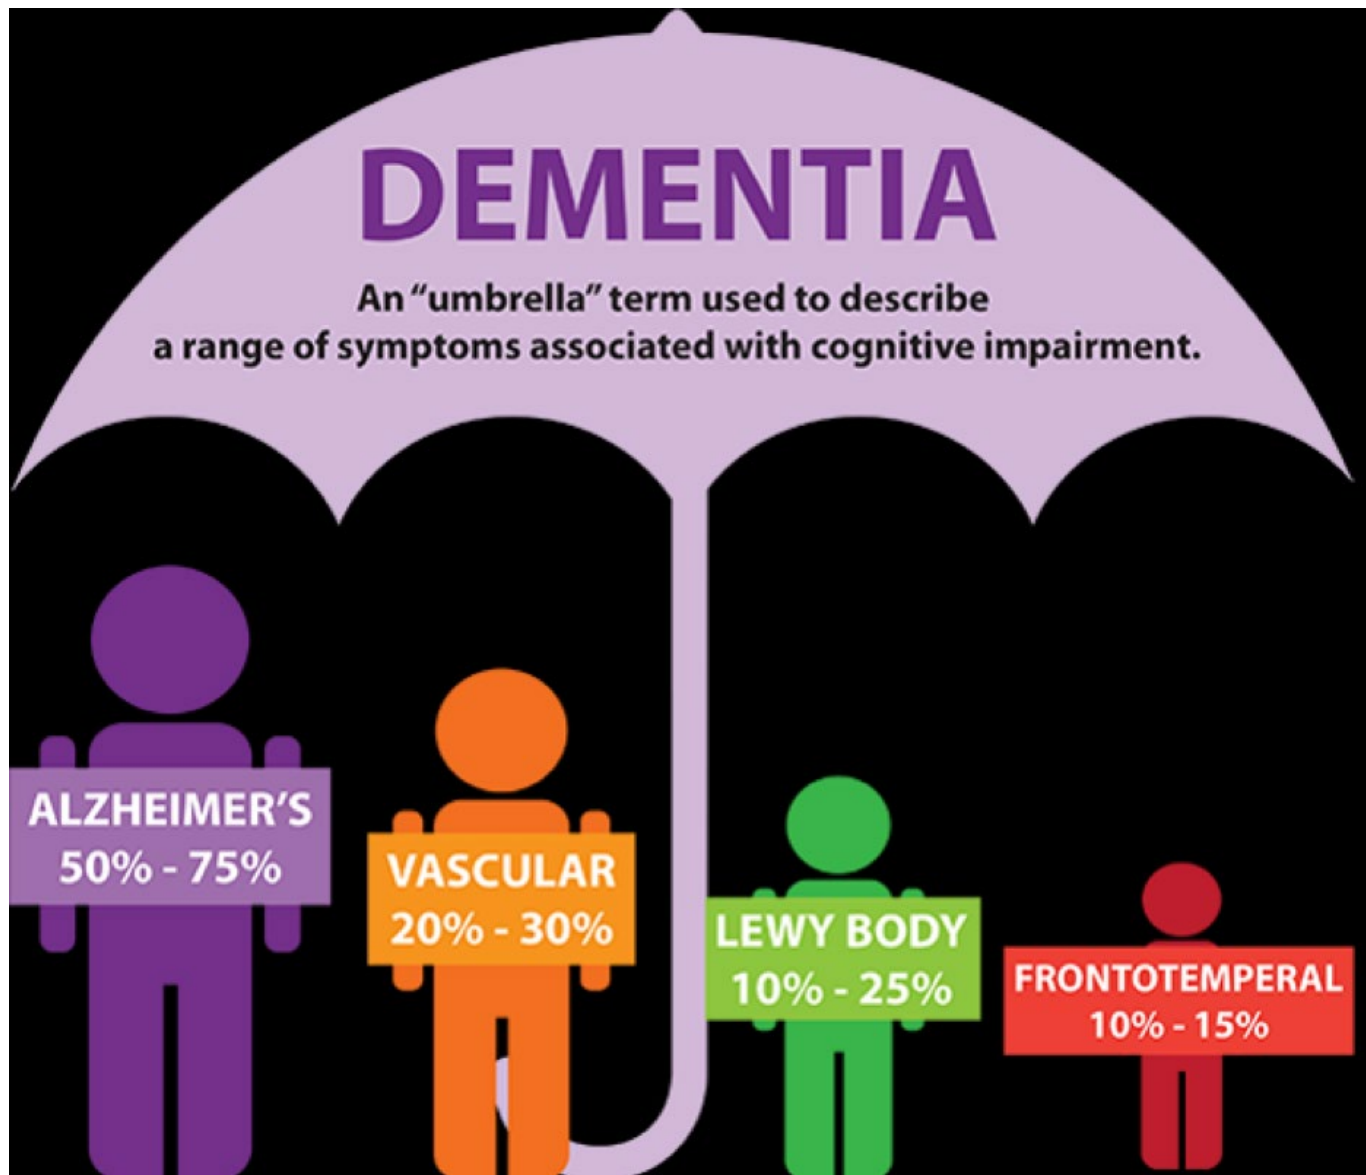 DEMENTIA
An “umbrella” term used to describe
a range of symptoms associated with cognitive impairment.
ALZHEIMER’S
50% - 75%
VASCULAR
20% - 30%
LEWY BODY
10% - 25%
FRONTOTEMPERAL
10% - 15%